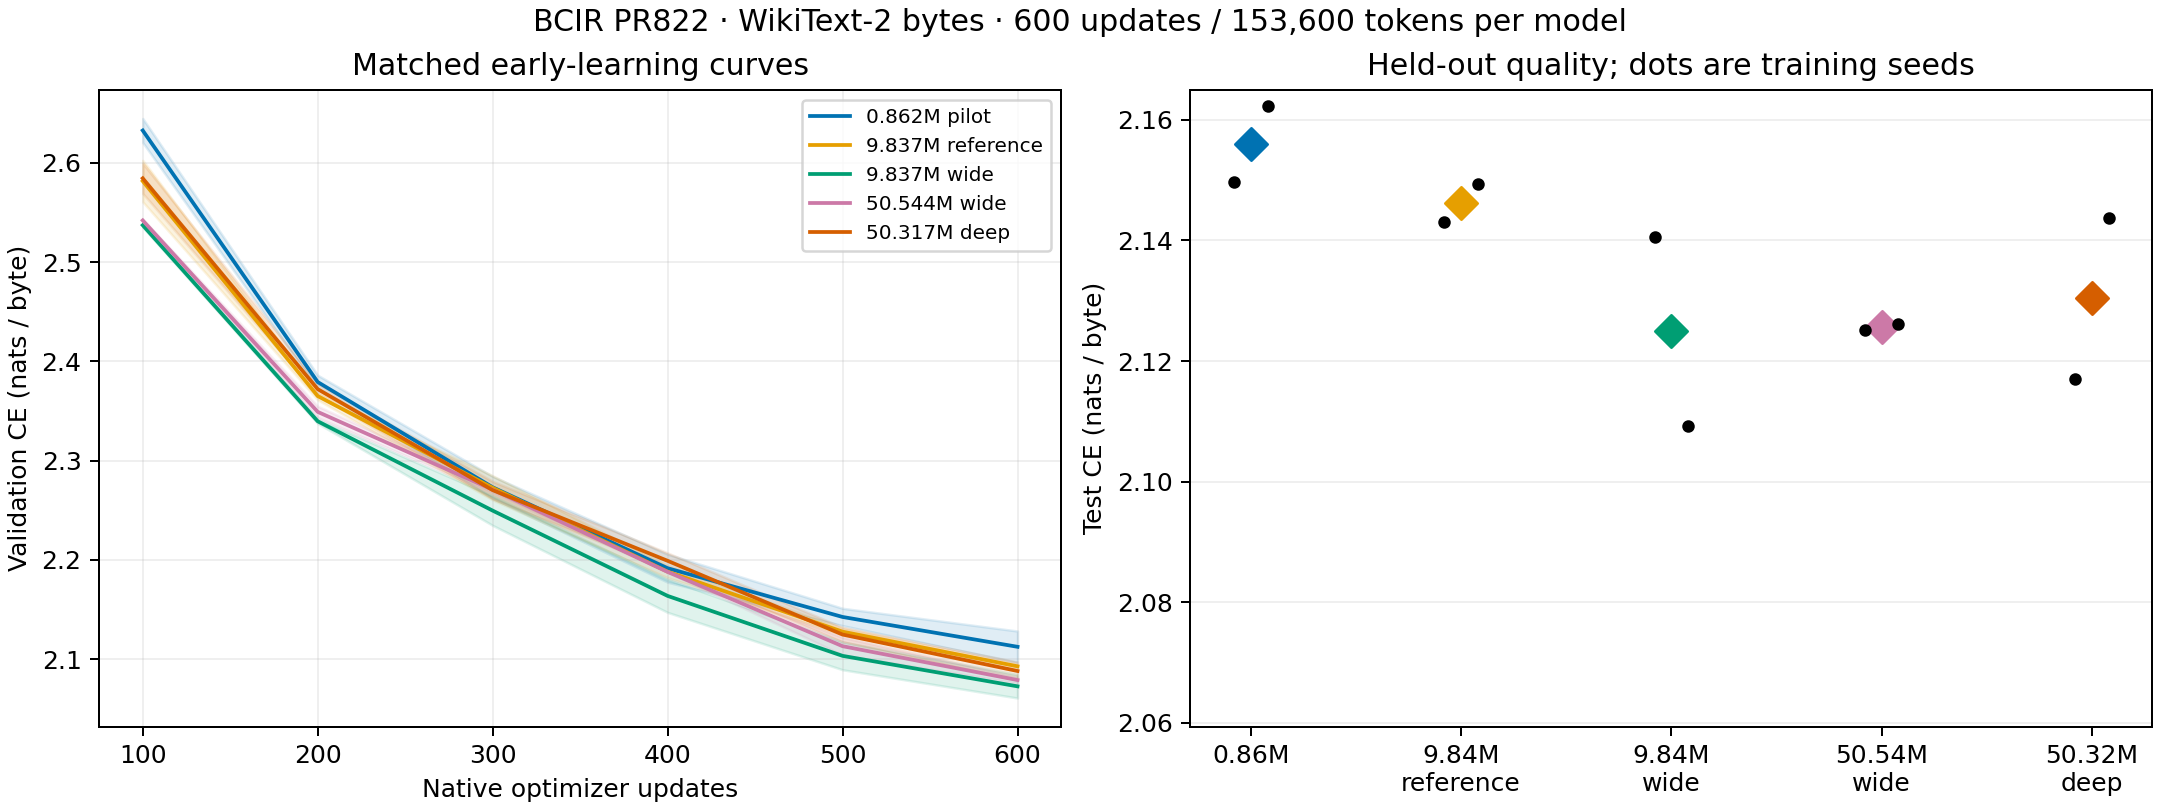 BCIR PR822 · WikiText-2 bytes · 600 updates / 153,600 tokens per model
Matched early-learning curves
Validation CE (nats / byte)
2.6
2.5
2.4
2.3
2.2
2.1
0.862M pilot
9.837M reference
9.837M wide
50.544M wide
50.317M deep
100 200 300 400 500 600
Native optimizer updates
Held-out quality; dots are training seeds
Test CE (nats / byte)
2.16
2.14
2.12
2.10
2.08
2.06
0.86M 9.84M 9.84M 50.54M 50.32M
reference wide wide deep